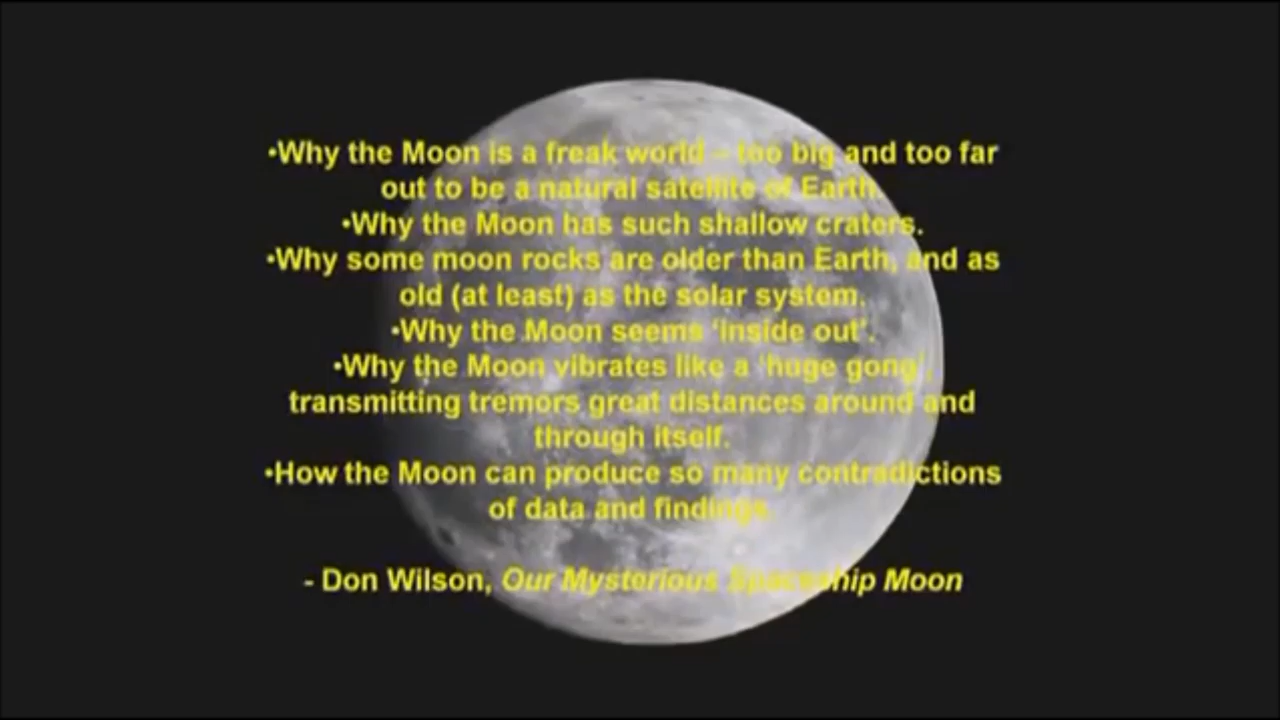 •Why the Moon is a freak world – too big and too far
out to be a natural satellite of Earth.
•Why the Moon has such shallow craters.
•Why some moon rocks are older than Earth, and as
old (at least) as the solar system.
•Why the Moon seems ‘inside out’.
•Why the Moon vibrates like a ‘huge gong’,
transmitting tremors great distances around and
through itself.
•How the Moon can produce so many contradictions
of data and findings.
- Don Wilson, Our Mysterious Spaceship Moon